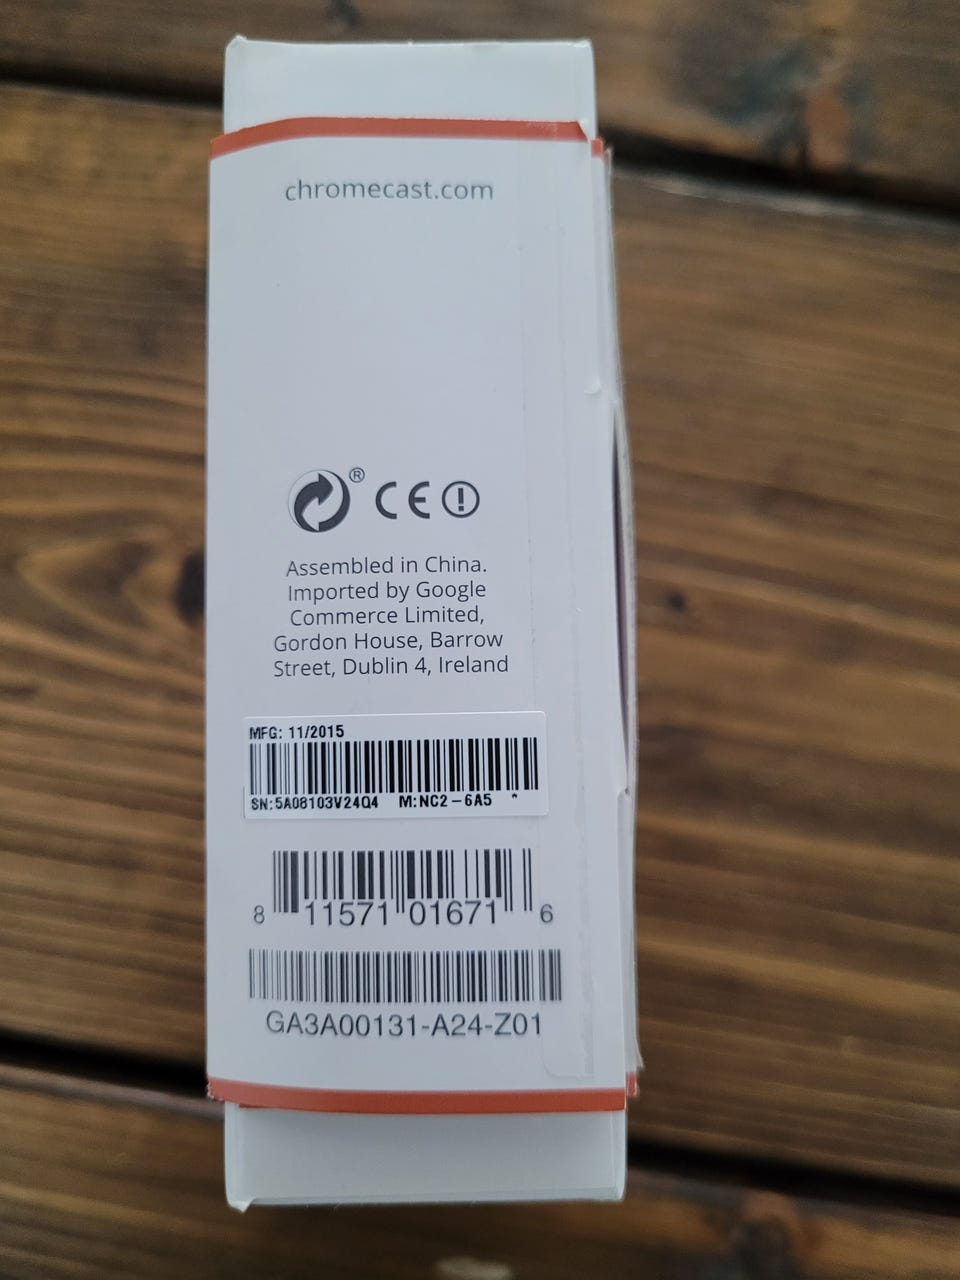 chromecast.com
® CE
Assembled in China.
Imported by Google
Commerce Limited,
Gordon House, Barrow
Street, Dublin 4, Ireland
MFG: 11/2015
SN:5A08103V24Q4 M:NC2-6A5 *
8 11571 01671 6
GA3A00131-A24-Z01